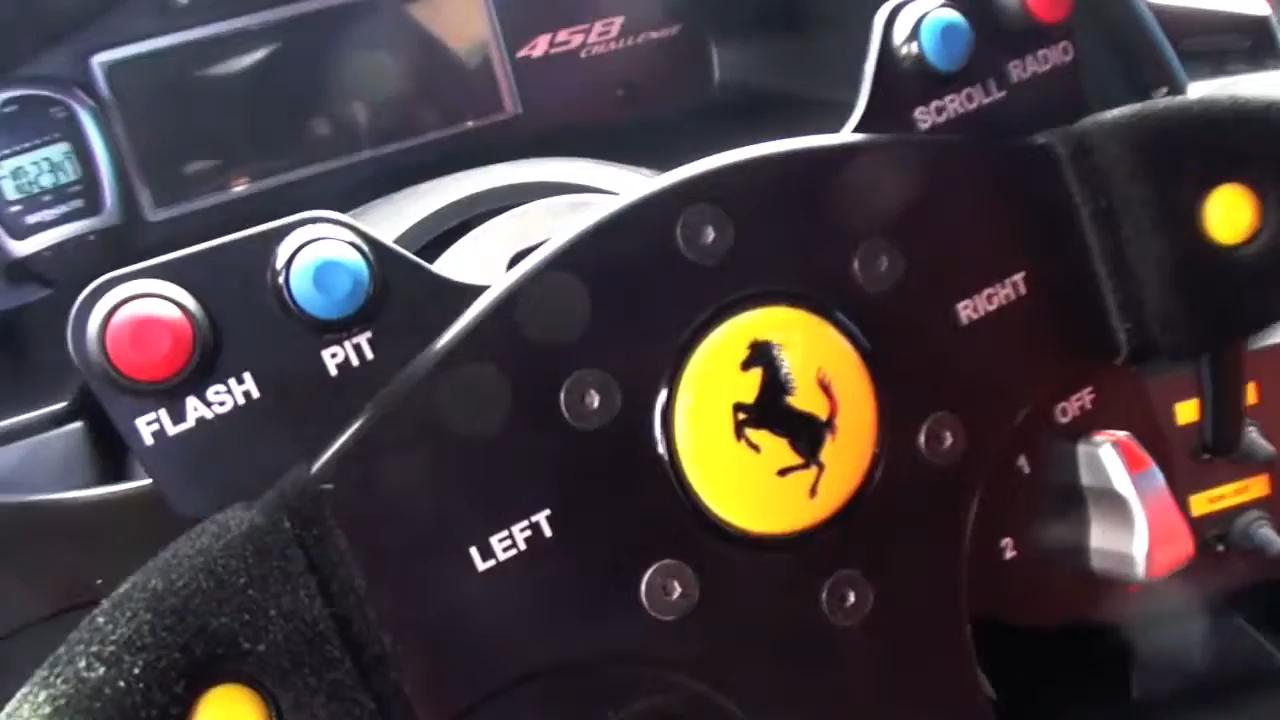 458
CHALLENGE
SCROLL
RADIO
FLASH
PIT
RIGHT
LEFT
OFF
1
2